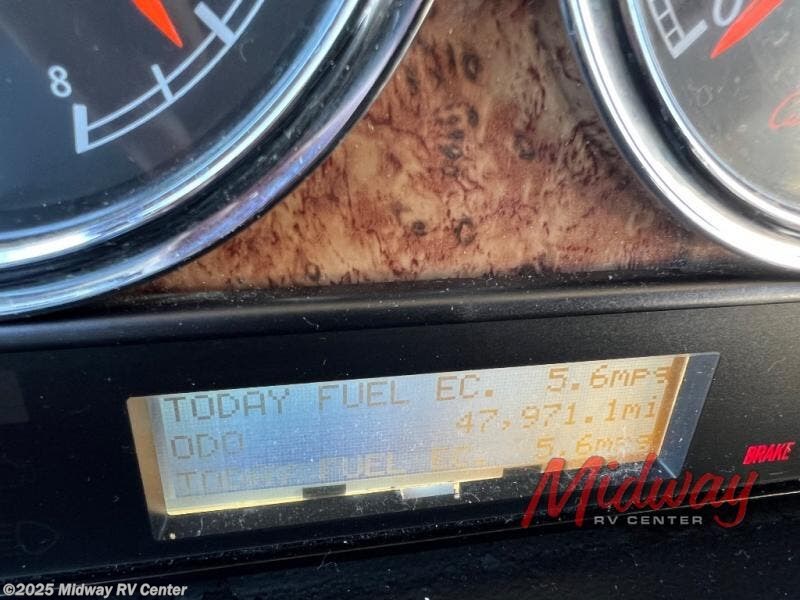 8
TODAY FUEL EC. 5.6mpg
47,971.1mi
ODO
TODAY FUEL EC. 5.6mpg
BRAKE
Midway
RV CENTER
©2025 Midway RV Center